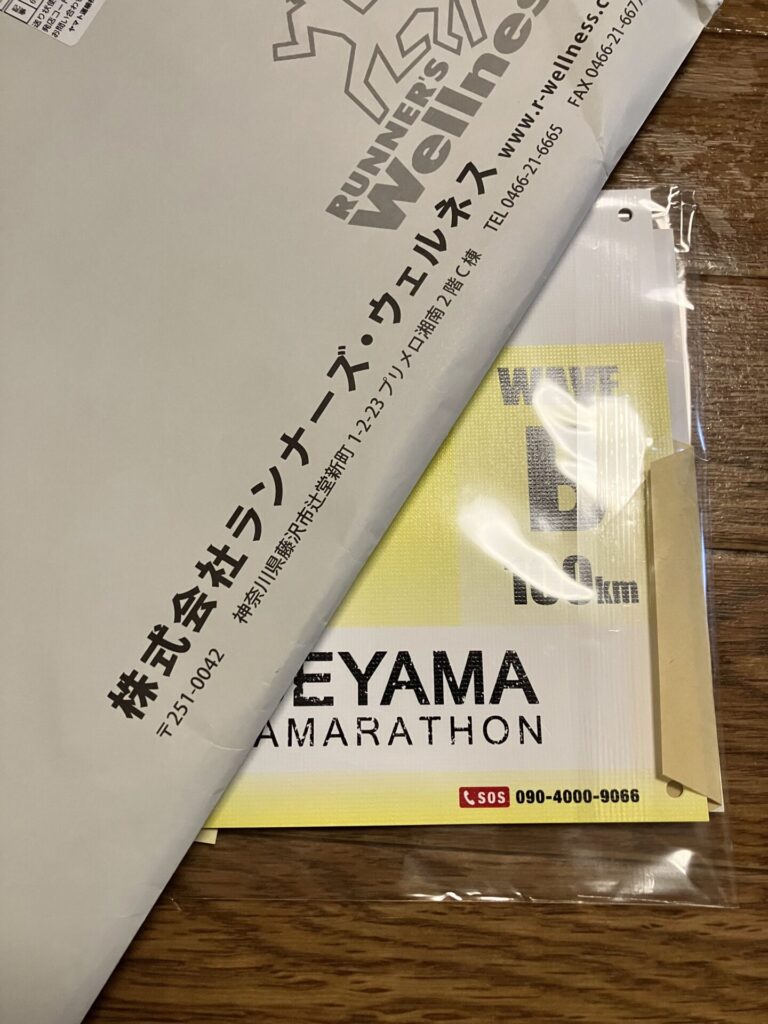 RUNNER'S
Wellness
株式会社ランナーズ・ウェルネス www.r-wellness.c
〒251-0042 神奈川県藤沢市辻堂新町1-2-23 プリメロ湘南2階C棟 TEL 0466-21-6665 FAX 0466-21-667
WAVE
B
100km
EYAMA
AMARATHON
SOS 090-4000-9066